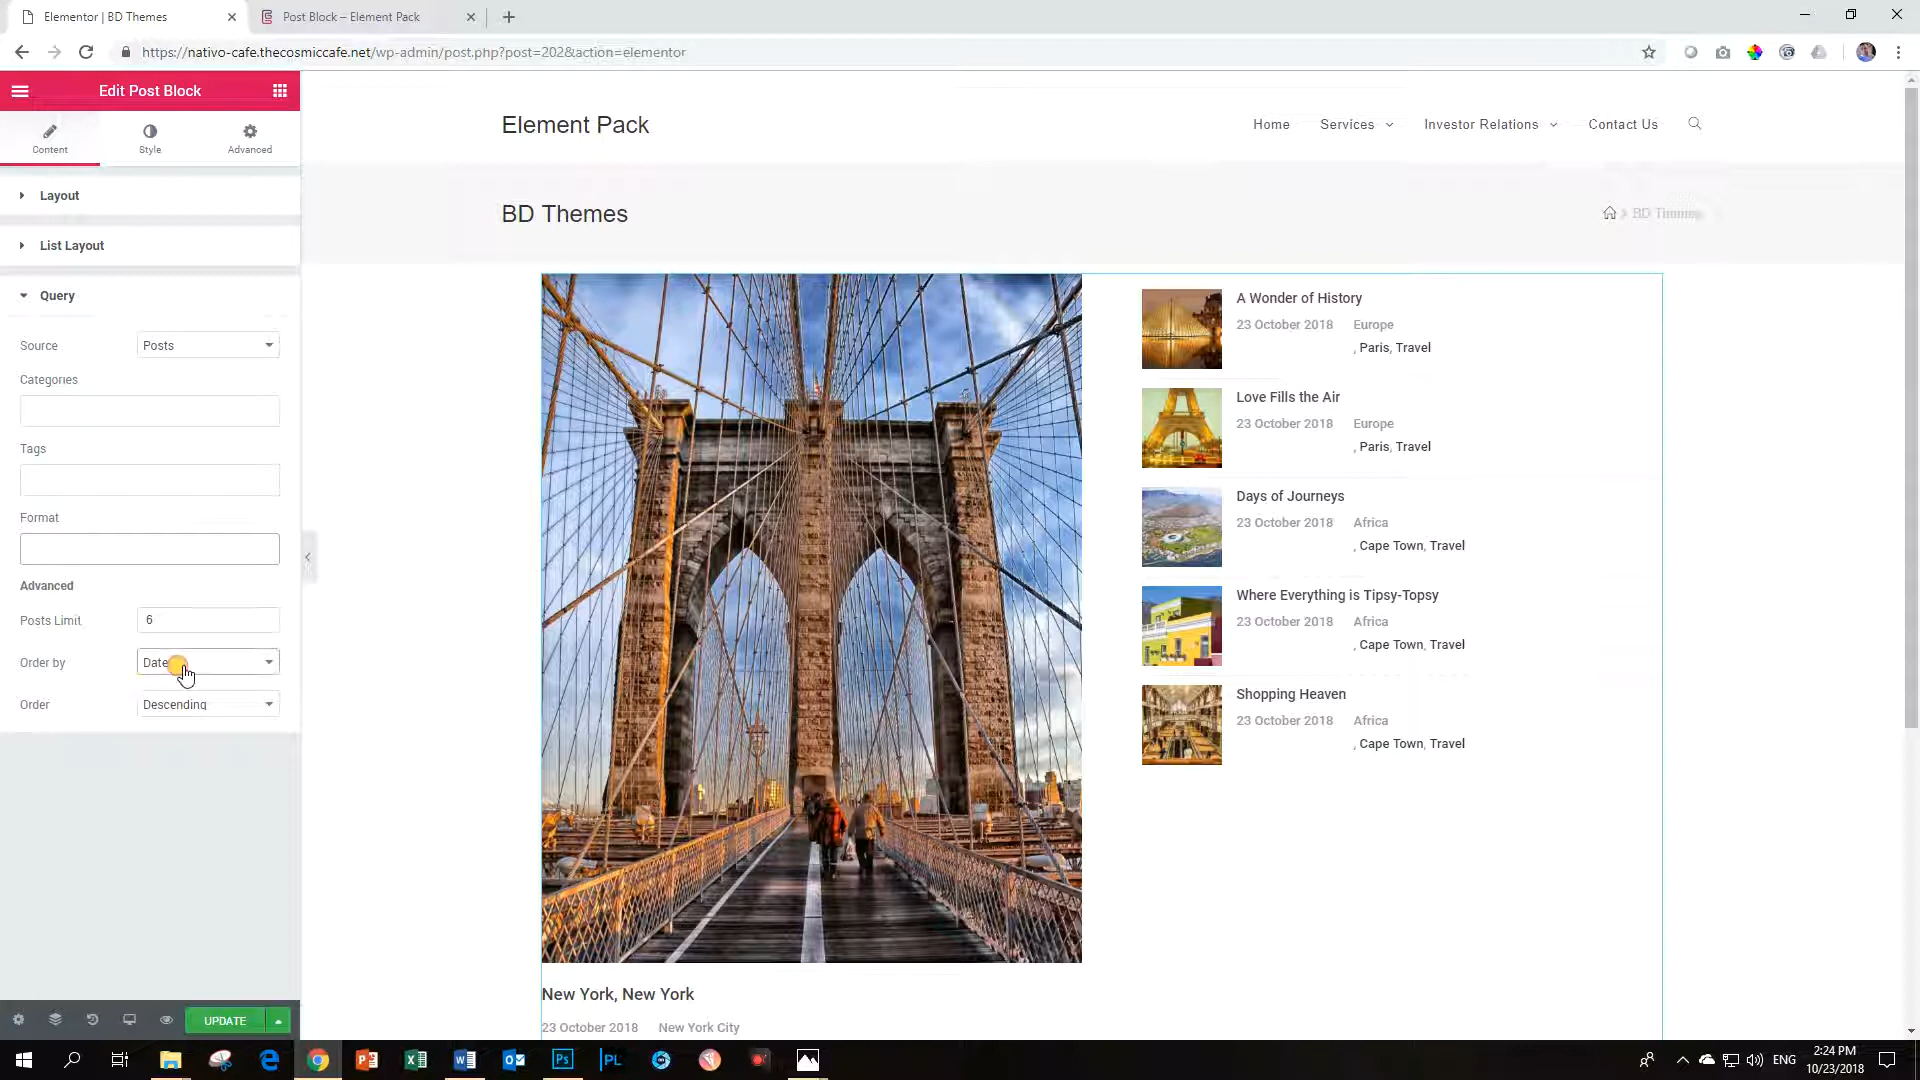 Elementor | BD Themes
Post Block – Element Pack
https://nativo-cafe.thecosmiccafe.net/wp-admin/post.php?post=202&action=elementor
Edit Post Block
Content
Style
Advanced
Layout
List Layout
Query
Source
Posts
Categories
Tags
Format
Advanced
Posts Limit
6
Order by
Date
Order
Descending
UPDATE
Element Pack
Home
Services
Investor Relations
Contact Us
BD Themes
BD Themes
A Wonder of History
23 October 2018 Europe
, Paris, Travel
Love Fills the Air
23 October 2018 Europe
, Paris, Travel
Days of Journeys
23 October 2018 Africa
, Cape Town, Travel
Where Everything is Tipsy-Topsy
23 October 2018 Africa
, Cape Town, Travel
Shopping Heaven
23 October 2018 Africa
, Cape Town, Travel
New York, New York
23 October 2018 New York City
PL
ENG
2:24 PM
10/23/2018